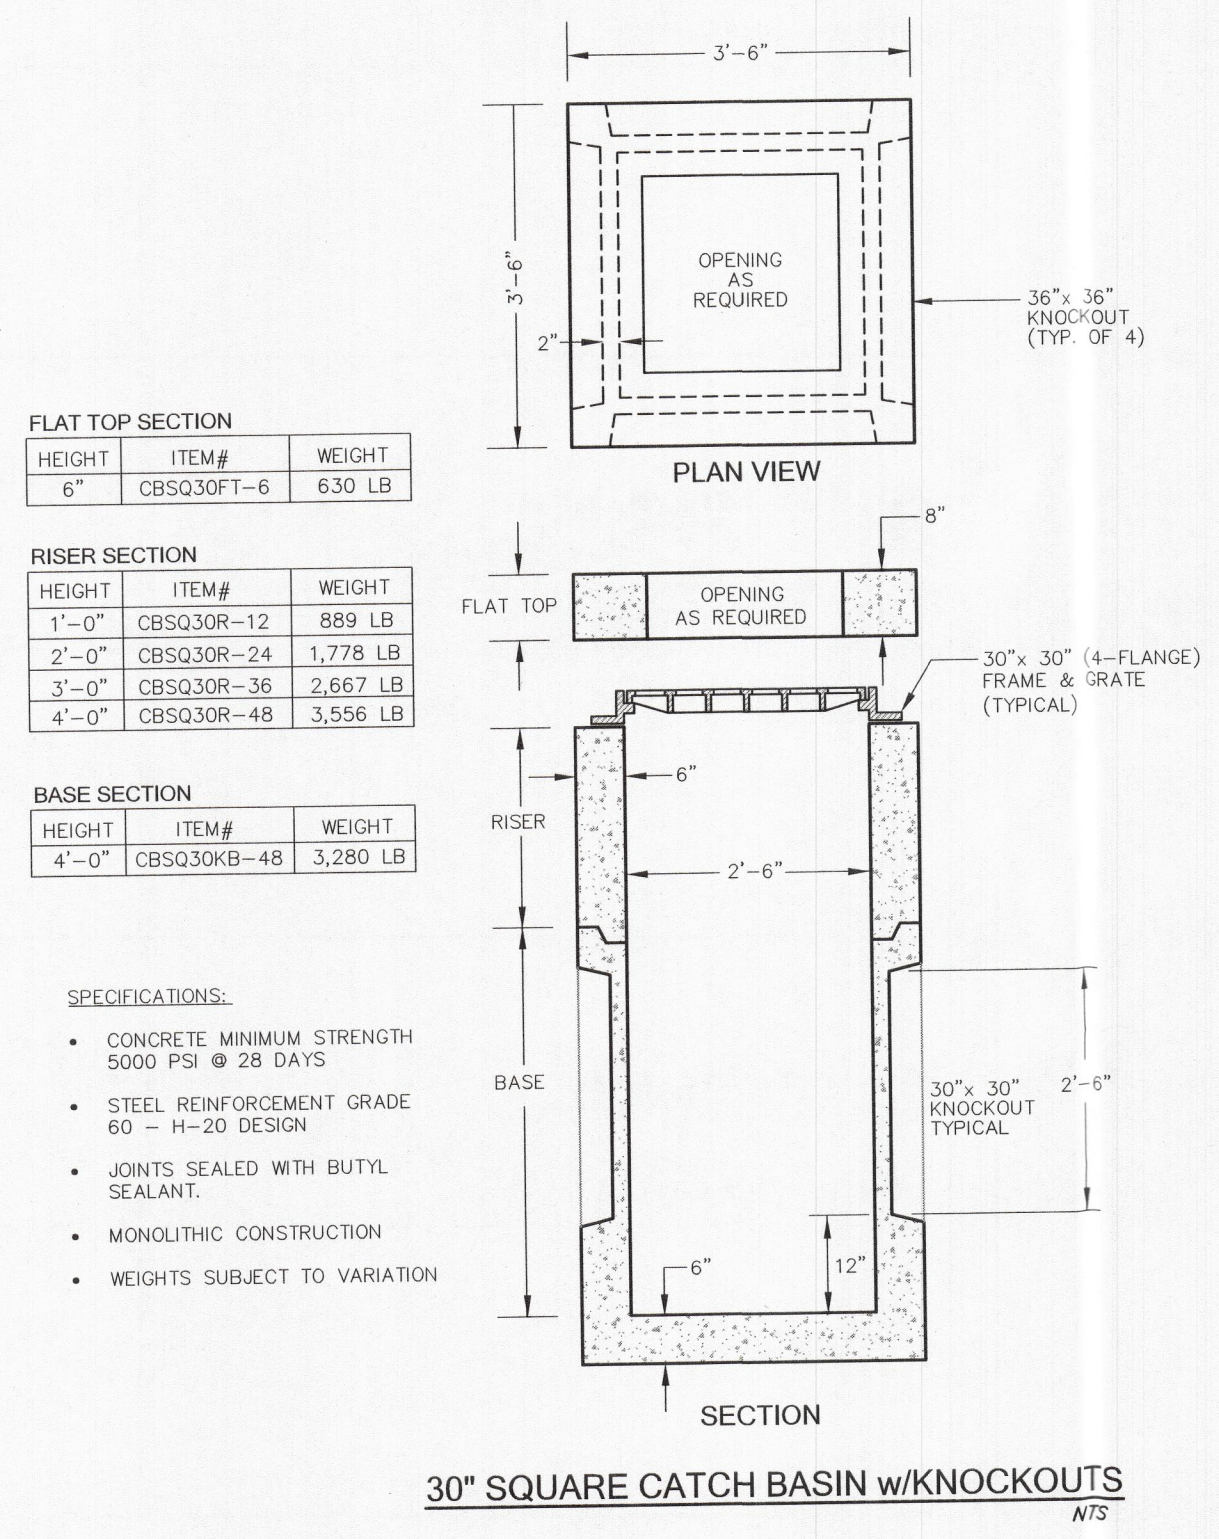 3'-6"
3'-6"
OPENING
AS
REQUIRED
2"
36"x 36"
KNOCKOUT
(TYP. OF 4)
PLAN VIEW
FLAT TOP SECTION
HEIGHT ITEM# WEIGHT
6" CBSQ30FT-6 630 LB
RISER SECTION
HEIGHT ITEM# WEIGHT
1'-0" CBSQ30R-12 889 LB
2'-0" CBSQ30R-24 1,778 LB
3'-0" CBSQ30R-36 2,667 LB
4'-0" CBSQ30R-48 3,556 LB
BASE SECTION
HEIGHT ITEM# WEIGHT
4'-0" CBSQ30KB-48 3,280 LB
SPECIFICATIONS:
• CONCRETE MINIMUM STRENGTH
5000 PSI @ 28 DAYS
• STEEL REINFORCEMENT GRADE
60 - H-20 DESIGN
• JOINTS SEALED WITH BUTYL
SEALANT.
• MONOLITHIC CONSTRUCTION
• WEIGHTS SUBJECT TO VARIATION
8"
FLAT TOP
OPENING
AS REQUIRED
30"x 30" (4-FLANGE)
FRAME & GRATE
(TYPICAL)
6"
RISER
2'-6"
BASE
30"x 30"
KNOCKOUT
TYPICAL
2'-6"
6"
12"
SECTION
30" SQUARE CATCH BASIN w/KNOCKOUTS
NTS